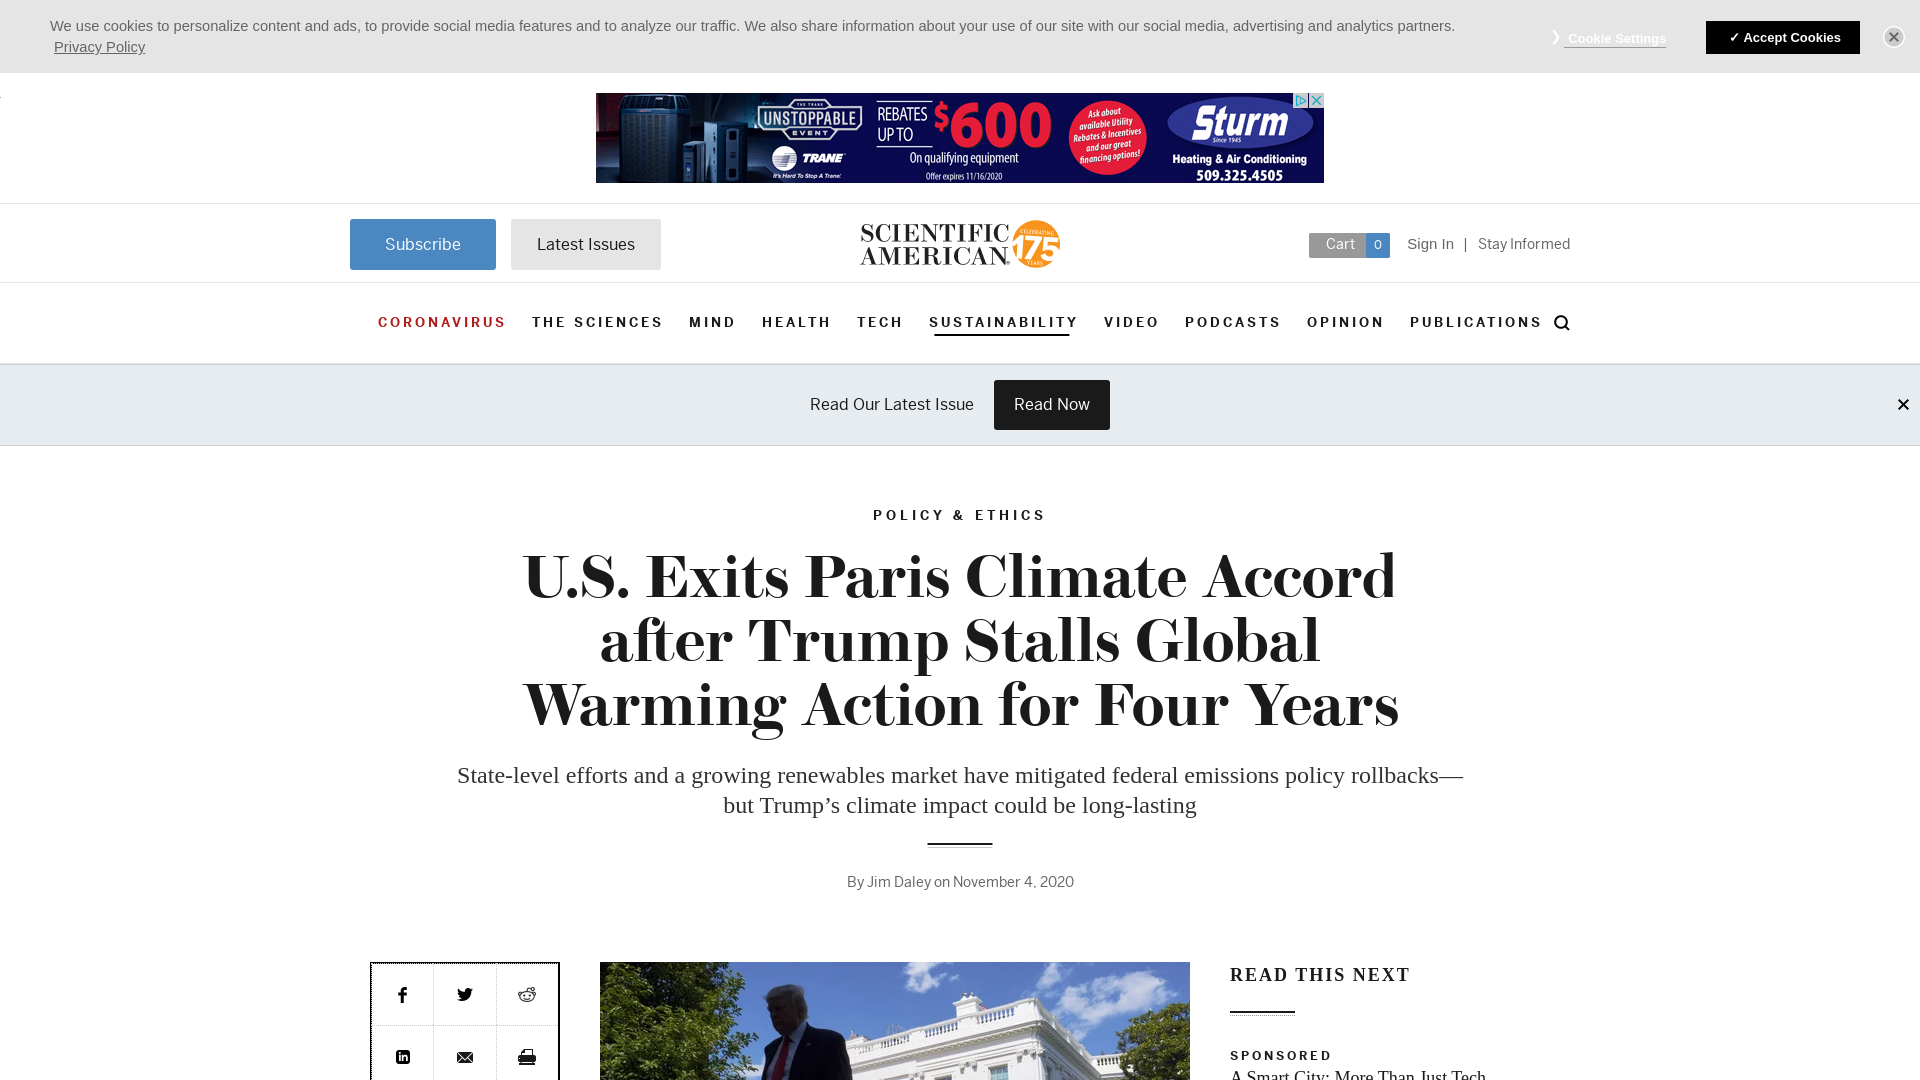 We use cookies to personalize content and ads, to provide social media features and to analyze our traffic. We also share information about your use of our site with our social media, advertising and analytics partners.
Privacy Policy
❯ Cookie Settings
✓ Accept Cookies
THE TRANE
UNSTOPPABLE
EVENT
TRANE
It's Hard To Stop A Trane.
REBATES
UP TO
$600
On qualifying equipment
Offer expires 11/16/2020
Ask about
available Utility
Rebates & Incentives
and our great
financing options!
Sturm
Since 1945
Heating & Air Conditioning
509.325.4505
Subscribe
Latest Issues
SCIENTIFIC
AMERICAN
CELEBRATING
175
YEARS
Cart 0
Sign In | Stay Informed
CORONAVIRUS THE SCIENCES MIND HEALTH TECH SUSTAINABILITY VIDEO PODCASTS OPINION PUBLICATIONS
Read Our Latest Issue Read Now
POLICY & ETHICS
U.S. Exits Paris Climate Accord
after Trump Stalls Global
Warming Action for Four Years
State-level efforts and a growing renewables market have mitigated federal emissions policy rollbacks—
but Trump’s climate impact could be long-lasting
By Jim Daley on November 4, 2020
READ THIS NEXT
SPONSORED
A Smart City: More Than Just Tech